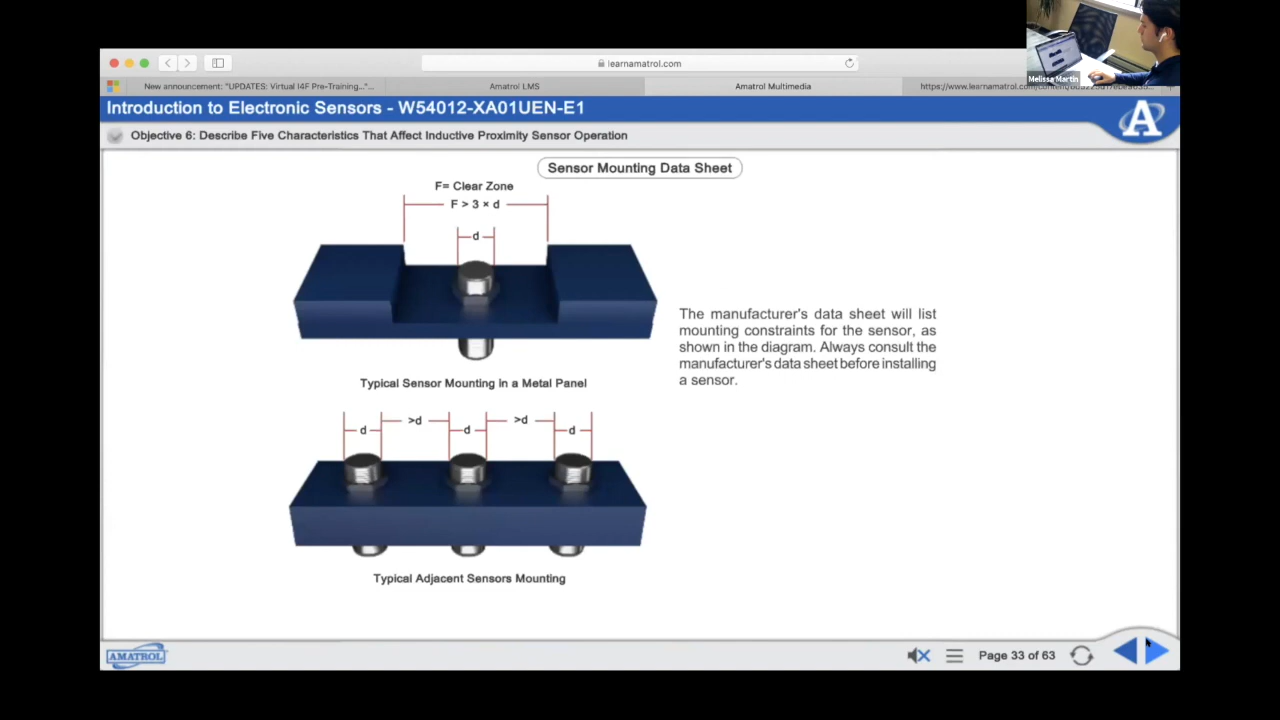 Melissa Martin
learnamatrol.com
New announcement: "UPDATES: Virtual I4F Pre-Training..."...
Amatrol LMS
Amatrol Multimedia
Introduction to Electronic Sensors - W54012-XA01UEN-E1
A
Objective 6: Describe Five Characteristics That Affect Inductive Proximity Sensor Operation
Sensor Mounting Data Sheet
F= Clear Zone
F > 3 × d
d
The manufacturer's data sheet will list
mounting constraints for the sensor, as
shown in the diagram. Always consult the
manufacturer's data sheet before installing
a sensor.
Typical Sensor Mounting in a Metal Panel
>d >d
d d d
Typical Adjacent Sensors Mounting
AMATROL
Page 33 of 63